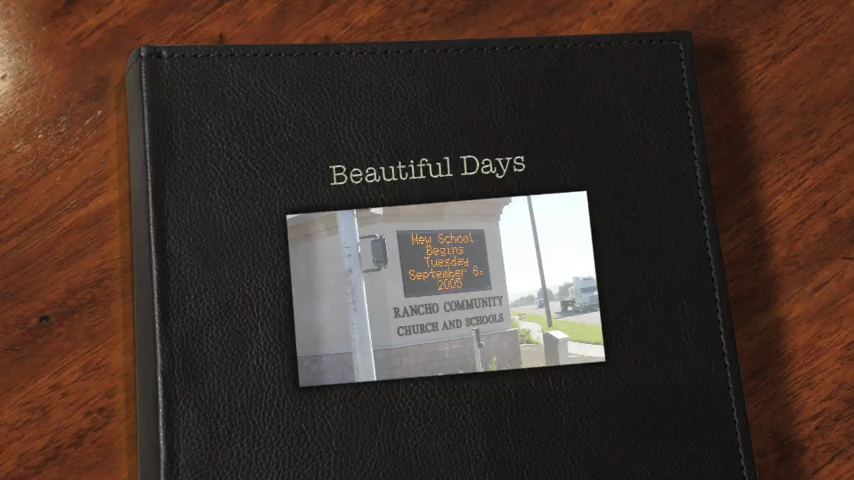 Beautiful Days
New School
Begins
Tuesday
September 6,
2005
RANCHO COMMUNITY
CHURCH AND SCHOOLS